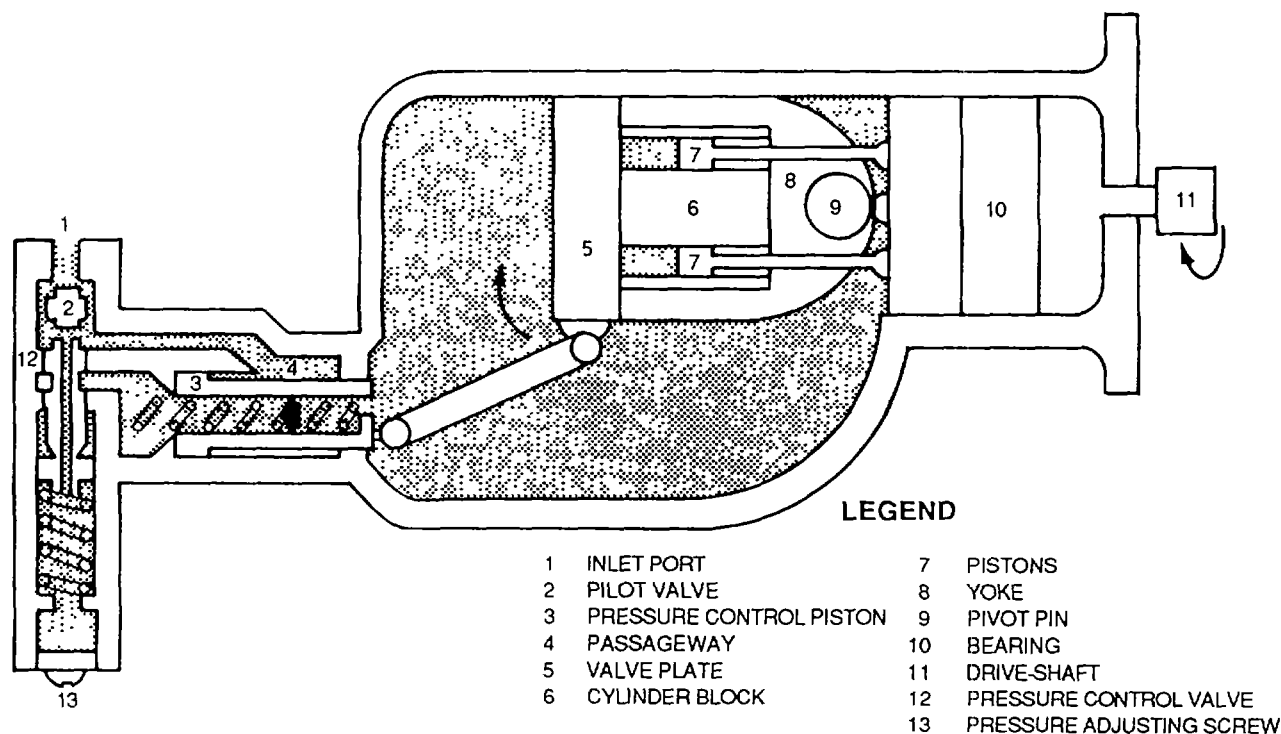 1
2
12
3
4
5
7
6
7
8
9
10
11
13
LEGEND
1 INLET PORT
2 PILOT VALVE
3 PRESSURE CONTROL PISTON
4 PASSAGEWAY
5 VALVE PLATE
6 CYLINDER BLOCK
7 PISTONS
8 YOKE
9 PIVOT PIN
10 BEARING
11 DRIVE-SHAFT
12 PRESSURE CONTROL VALVE
13 PRESSURE ADJUSTING SCREW